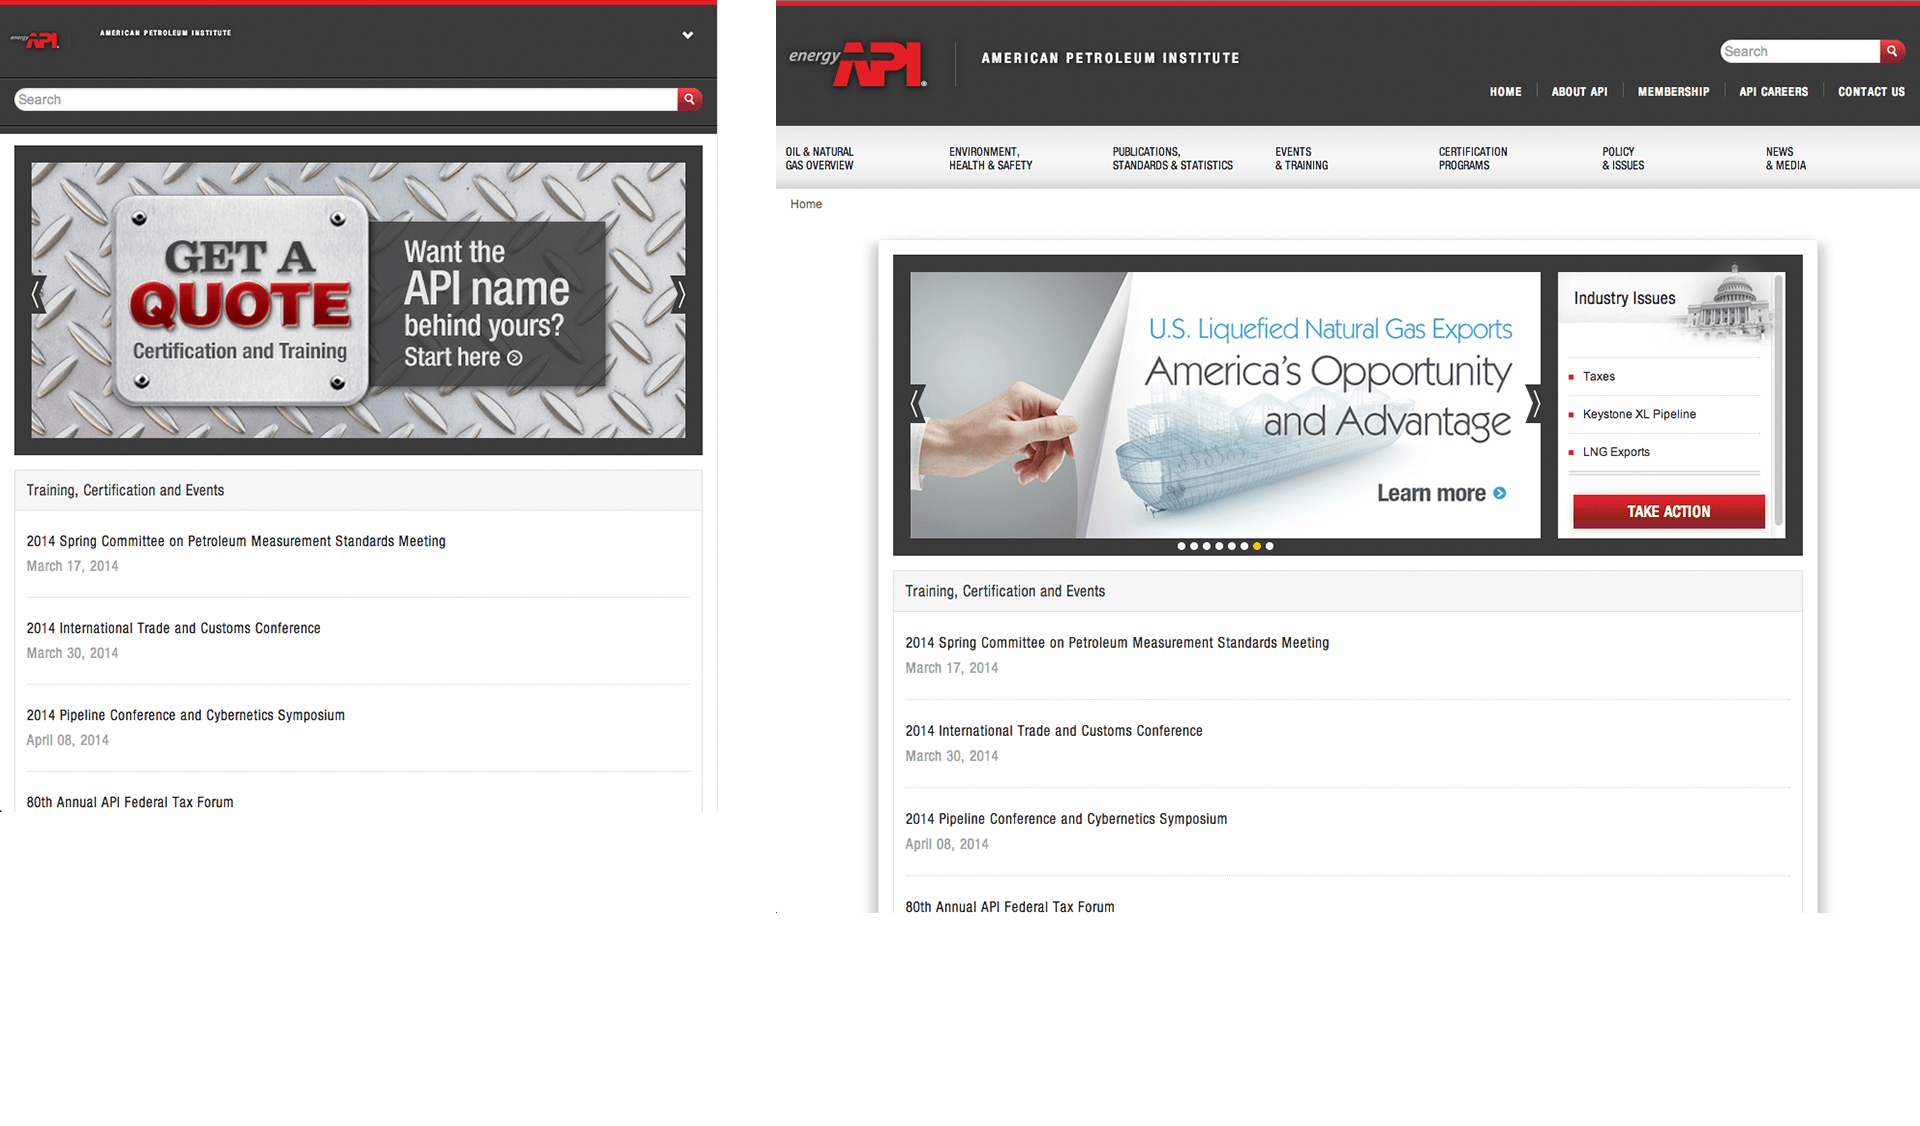 energy API
AMERICAN PETROLEUM INSTITUTE
Search
GET A
QUOTE
Certification and Training
Want the
API name
behind yours?
Start here
Training, Certification and Events
2014 Spring Committee on Petroleum Measurement Standards Meeting
March 17, 2014
2014 International Trade and Customs Conference
March 30, 2014
2014 Pipeline Conference and Cybernetics Symposium
April 08, 2014
80th Annual API Federal Tax Forum
energy API®
AMERICAN PETROLEUM INSTITUTE
Search
HOME ABOUT API MEMBERSHIP API CAREERS CONTACT US
OIL & NATURAL
GAS OVERVIEW
ENVIRONMENT,
HEALTH & SAFETY
PUBLICATIONS,
STANDARDS & STATISTICS
EVENTS
& TRAINING
CERTIFICATION
PROGRAMS
POLICY
& ISSUES
NEWS
& MEDIA
Home
U.S. Liquefied Natural Gas Exports
America's Opportunity
and Advantage
Learn more
Industry Issues
Taxes
Keystone XL Pipeline
LNG Exports
TAKE ACTION
Training, Certification and Events
2014 Spring Committee on Petroleum Measurement Standards Meeting
March 17, 2014
2014 International Trade and Customs Conference
March 30, 2014
2014 Pipeline Conference and Cybernetics Symposium
April 08, 2014
80th Annual API Federal Tax Forum